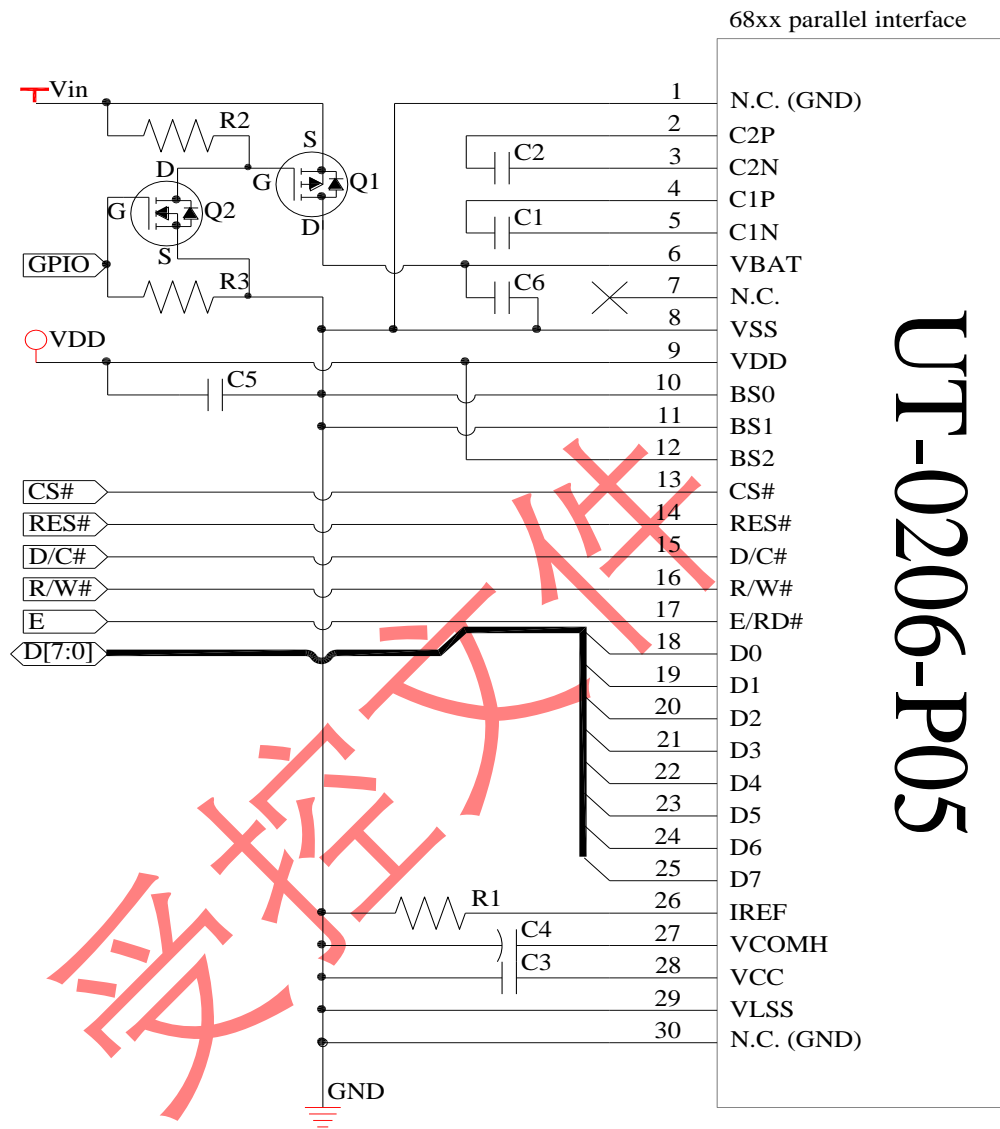 68xx parallel interface
Vin
R2
S
D
G
Q1
G
Q2
D
S
GPIO
R3
VDD
C5
C2
C1
C6
1 N.C. (GND)
2 C2P
3 C2N
4 C1P
5 C1N
6 VBAT
7 N.C.
8 VSS
9 VDD
10 BS0
11 BS1
12 BS2
CS# 13 CS#
RES# 14 RES#
D/C# 15 D/C#
R/W# 16 R/W#
E 17 E/RD#
D[7:0] 18 D0
19 D1
20 D2
21 D3
22 D4
23 D5
24 D6
25 D7
R1 26 IREF
C4 27 VCOMH
C3 28 VCC
29 VLSS
30 N.C. (GND)
GND
UT-0206-P05
受控文件